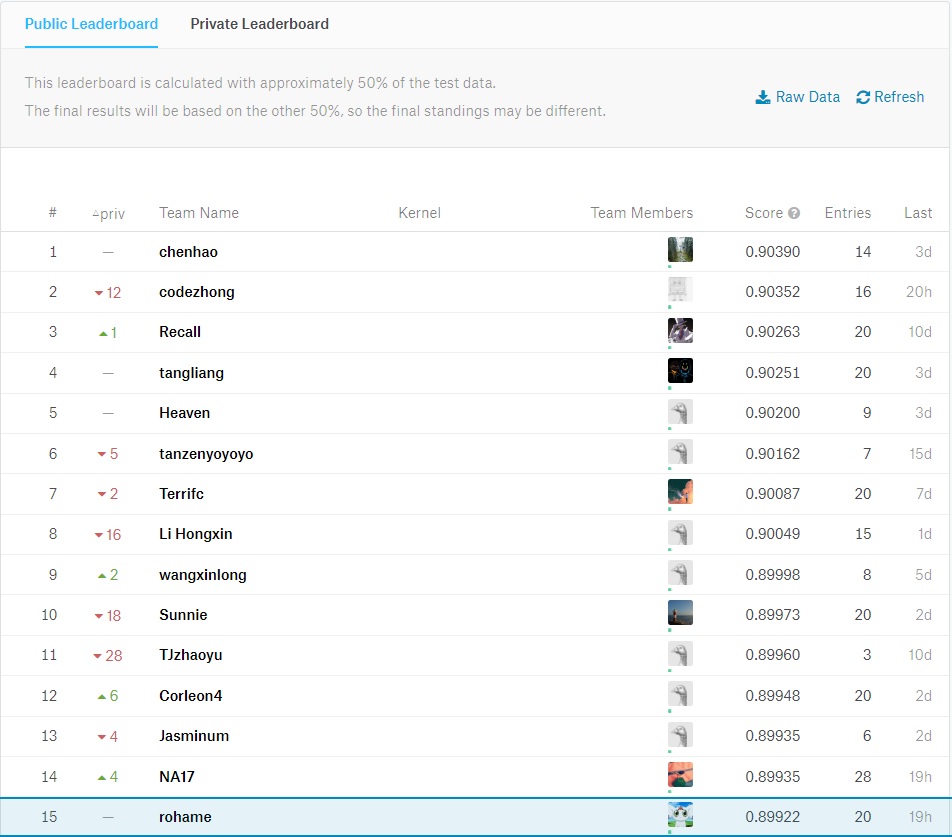 Public Leaderboard Private Leaderboard
This leaderboard is calculated with approximately 50% of the test data.
The final results will be based on the other 50%, so the final standings may be different.
Raw Data Refresh
# △priv Team Name Kernel Team Members Score ? Entries Last
1 — chenhao 0.90390 14 3d
2 ▼12 codezhong 0.90352 16 20h
3 ▲1 Recall 0.90263 20 10d
4 — tangliang 0.90251 20 3d
5 — Heaven 0.90200 9 3d
6 ▼5 tanzenyoyoyo 0.90162 7 15d
7 ▼2 Terrifc 0.90087 20 7d
8 ▼16 Li Hongxin 0.90049 15 1d
9 ▲2 wangxinlong 0.89998 8 5d
10 ▼18 Sunnie 0.89973 20 2d
11 ▼28 TJzhaoyu 0.89960 3 10d
12 ▲6 Corleon4 0.89948 20 2d
13 ▼4 Jasminum 0.89935 6 2d
14 ▲4 NA17 0.89935 28 19h
15 — rohame 0.89922 20 19h